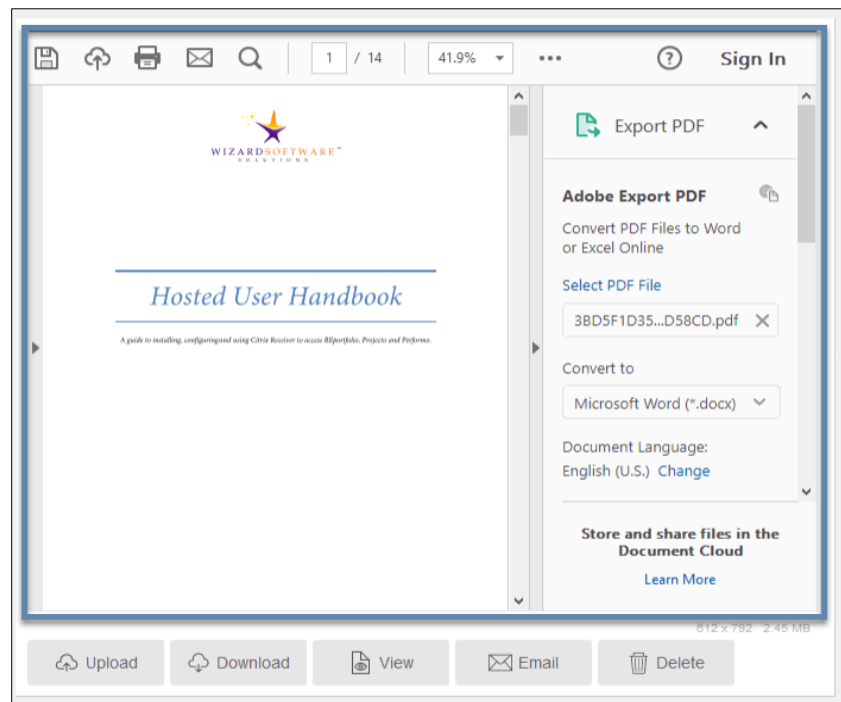 1 / 14 41.9% ? Sign In
WIZARDSOFTWARE™
SOLUTIONS
Hosted User Handbook
A guide to installing, configuringand using Citrix Receiver to access REportfolio, Projecto and Performa.
Export PDF
Adobe Export PDF
Convert PDF Files to Word
or Excel Online
Select PDF File
3BD5F1D35...D58CD.pdf
Convert to
Microsoft Word (*.docx)
Document Language:
English (U.S.) Change
Store and share files in the
Document Cloud
Learn More
612 x 792 2.45 MB
Upload Download View Email Delete